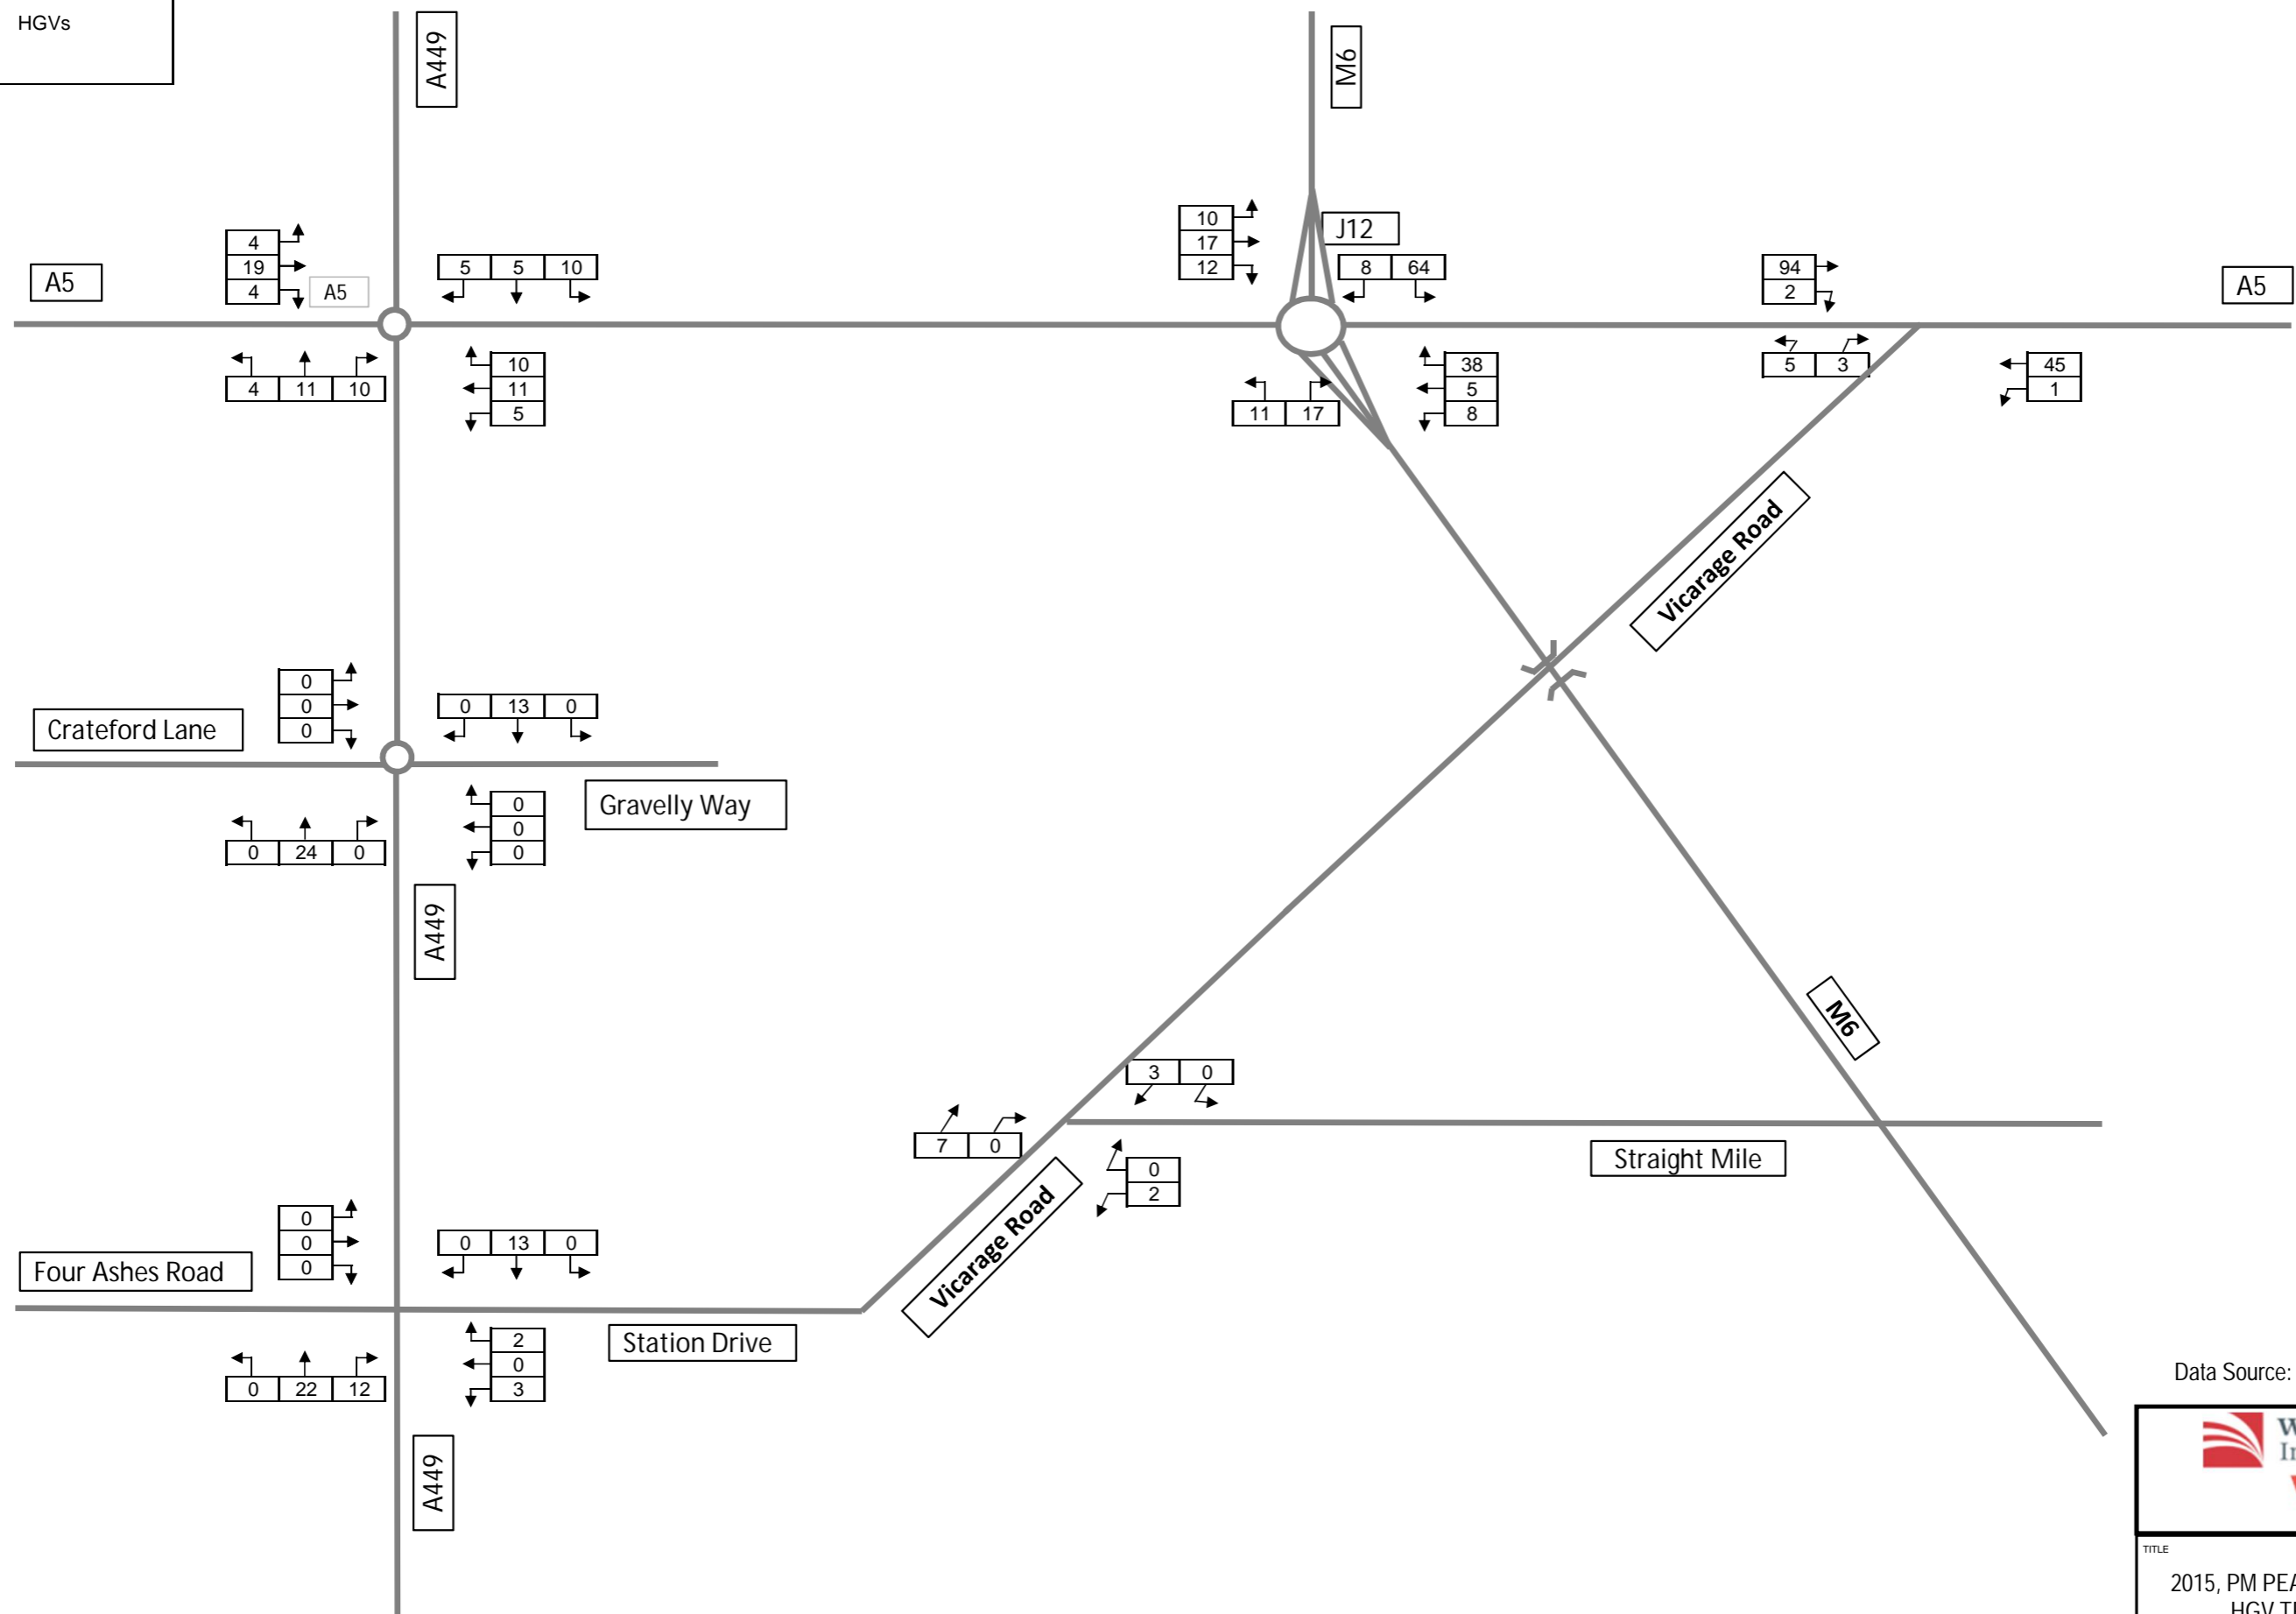 HGVs
A449
M6
10
17
12
J12
4
19
4
A5
A5
5 5 10
8 64
94
2
A5
4 11 10
10
11
5
11 17
38
5
8
5 3
45
1
Vicarage Road
0
0
0
Crateford Lane
0 13 0
Gravelly Way
0 24 0
0
0
0
A449
M6
3 0
7 0
0
2
Straight Mile
Vicarage Road
0
0
0
Four Ashes Road
0 13 0
Station Drive
0 22 12
2
0
3
A449
Data Source:
TITLE
2015, PM PEA